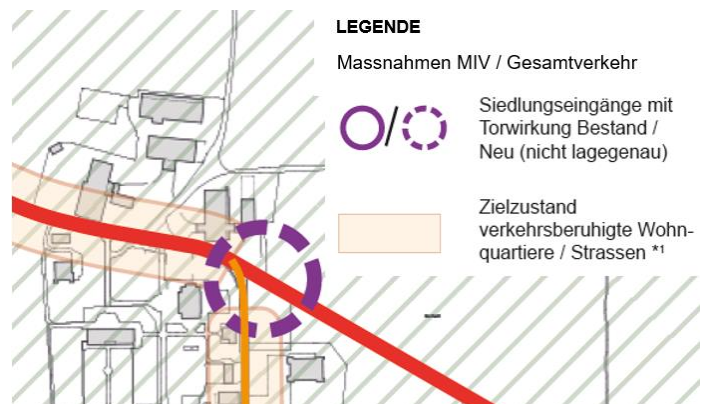 LEGENDE
Massnahmen MIV / Gesamtverkehr
Siedlungseingänge mit
Torwirkung Bestand /
Neu (nicht lagegenau)
Zielzustand
verkehrsberuhigte Wohn-
quartiere / Strassen *¹